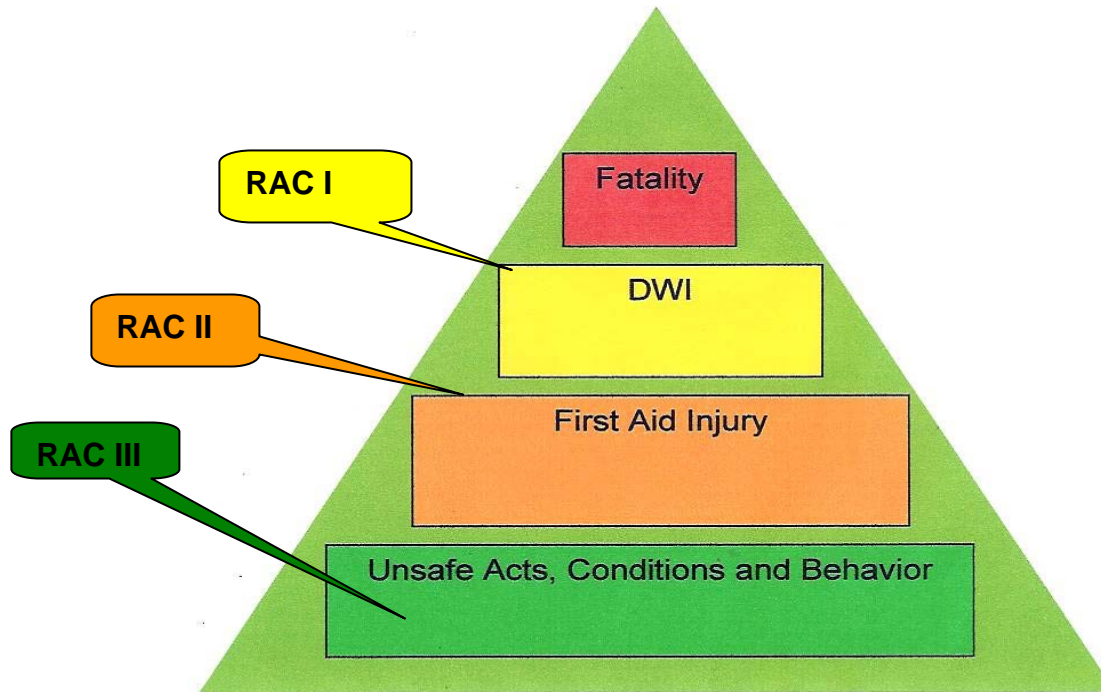 Fatality
RAC I
DWI
RAC II
First Aid Injury
RAC III
Unsafe Acts, Conditions and Behavior